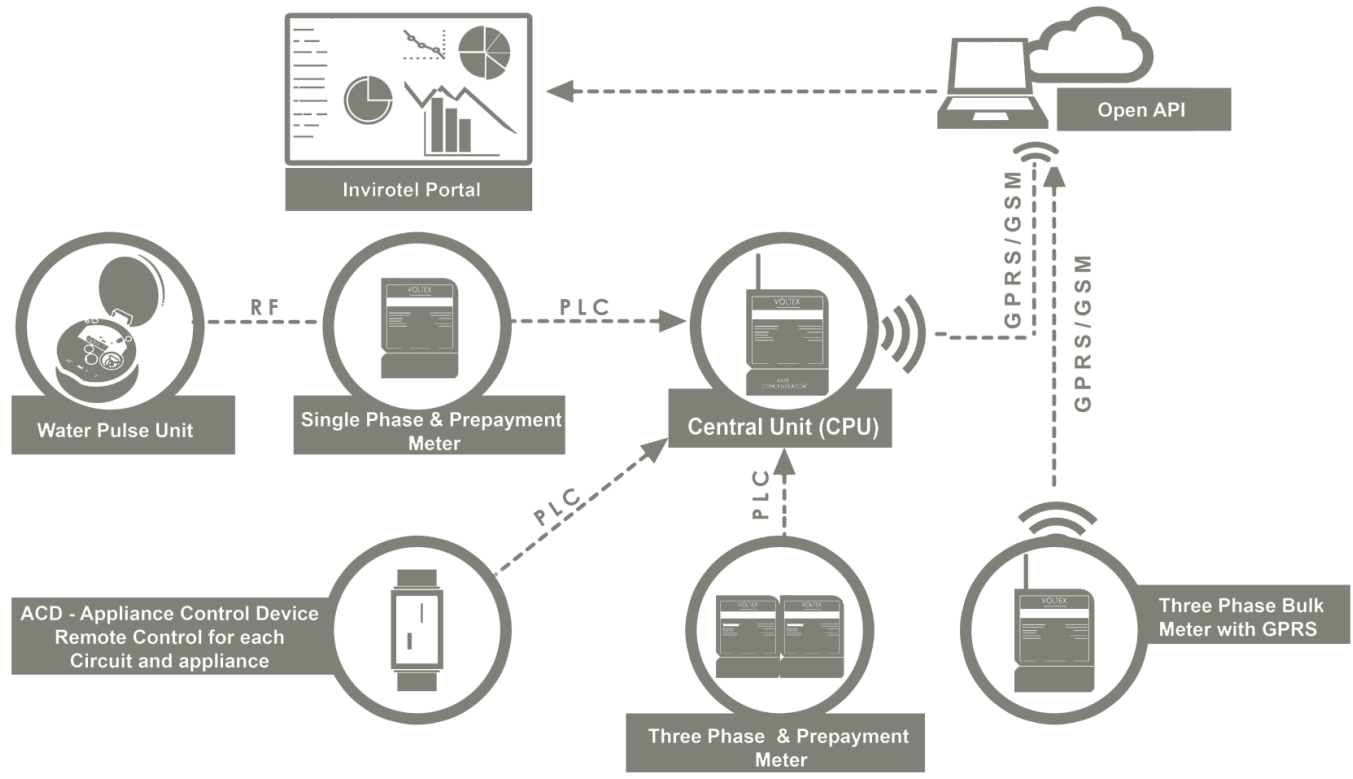 Open API
Invirotel Portal
GPRS/GSM
GPRS/GSM
RF
PLC
VOLTEX
VOLTEX
AMR
CONCENTRATOR
Water Pulse Unit
Single Phase & Prepayment
Meter
Central Unit (CPU)
PLC
PLC
ACD - Appliance Control Device
Remote Control for each
Circuit and appliance
VOLTEX
VOLTEX
VOLTEX
Three Phase Bulk
Meter with GPRS
Three Phase & Prepayment
Meter